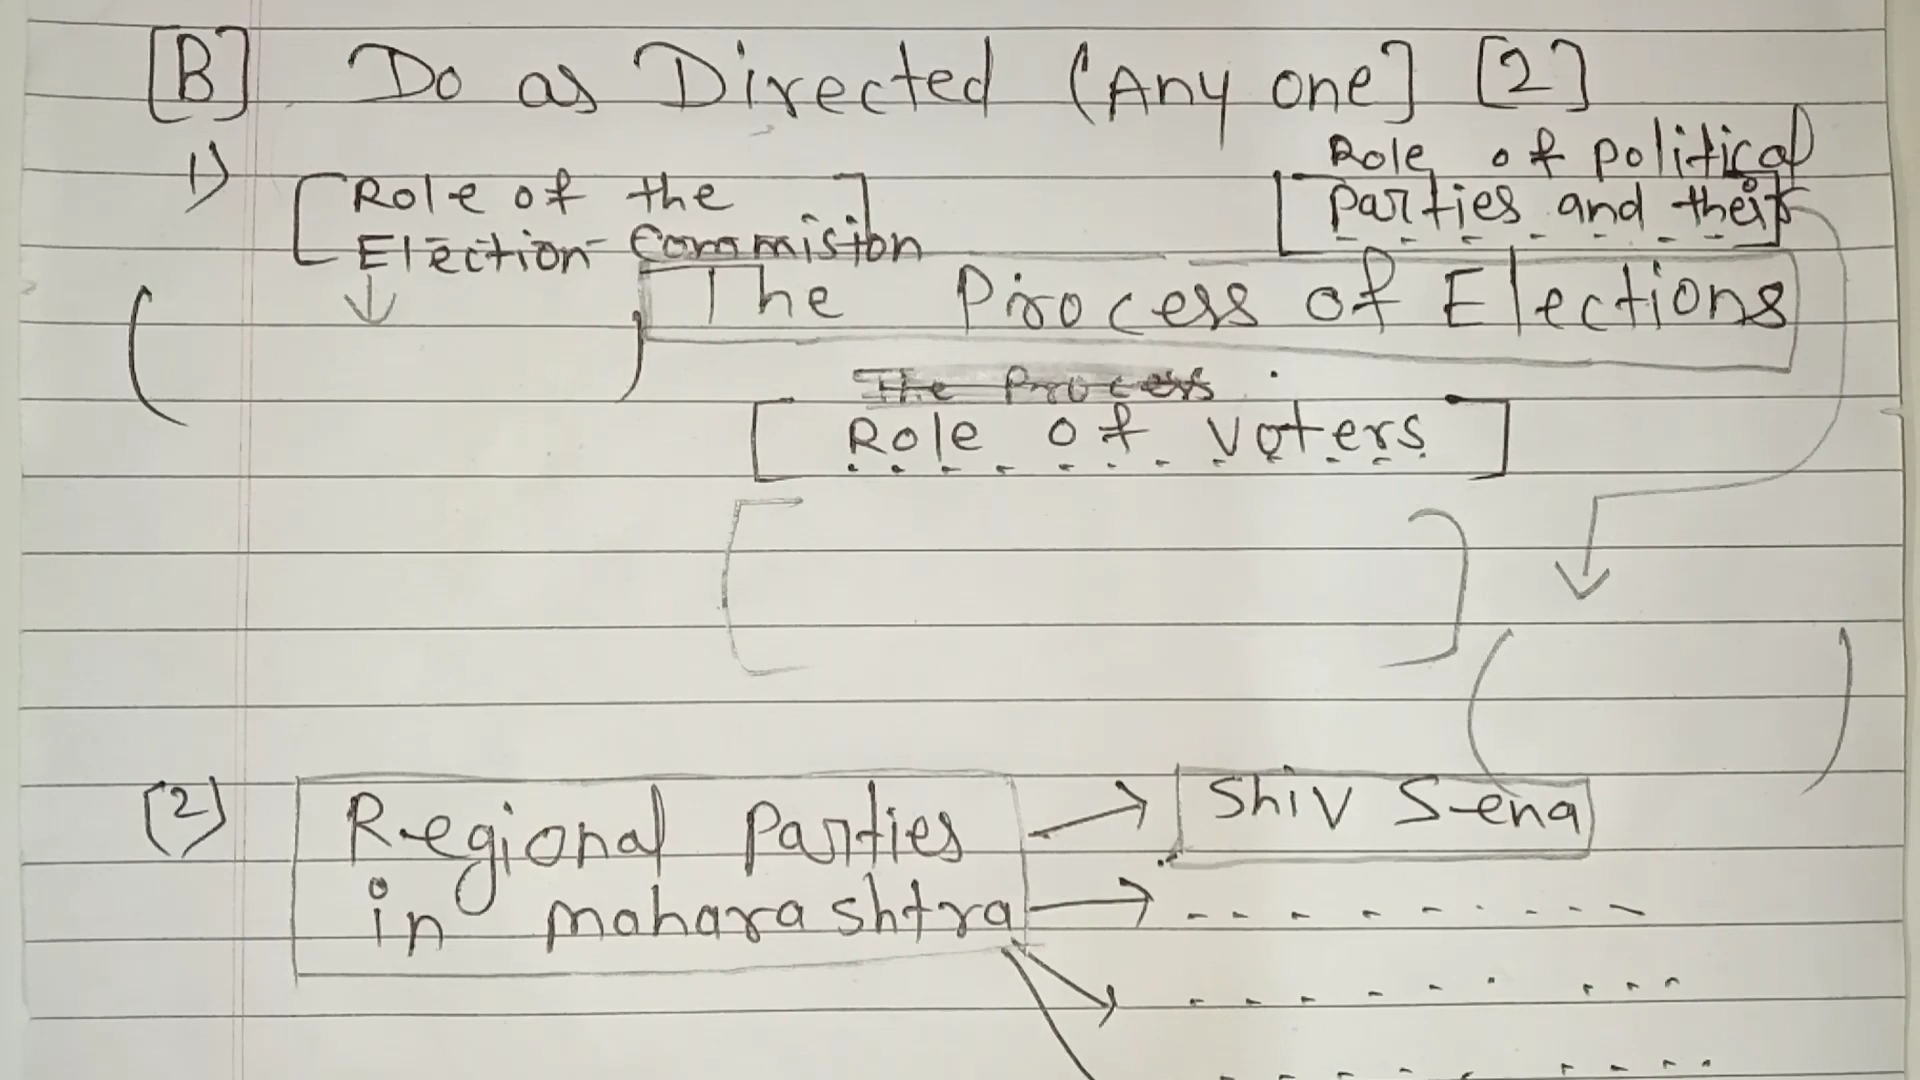 [B] Do as Directed (Any one] [2]
1)
Role of the
Election Commision
Role of political
Parties and their
The Process of Elections
The Process
Role of Voters
(2)
Regional Parties
in maharashtra
Shiv Sena